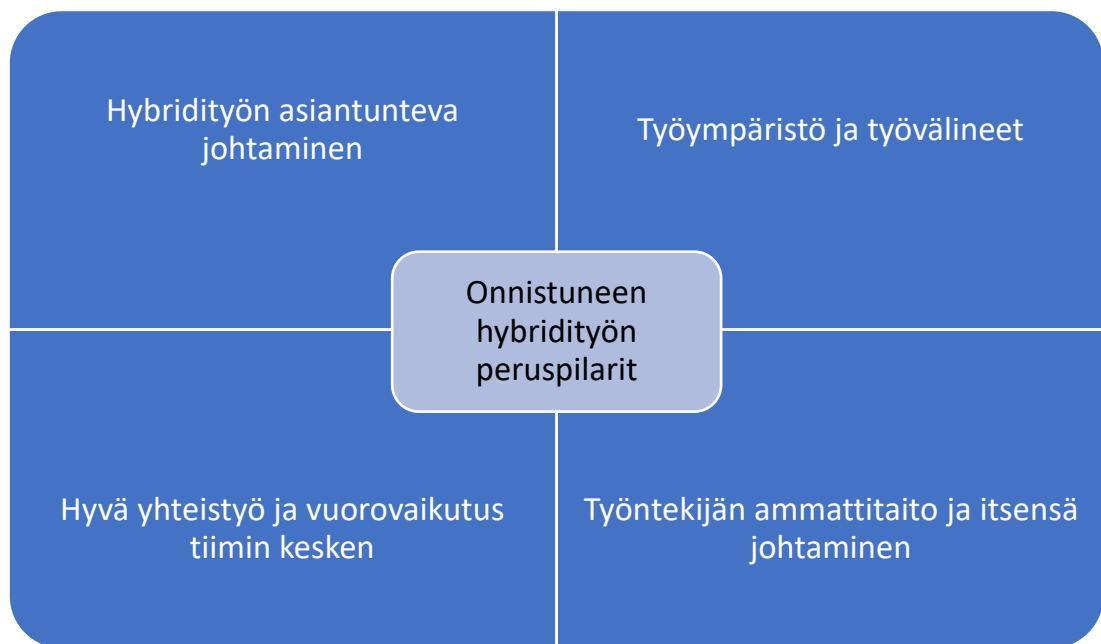 Hybridityön asiantunteva
johtaminen
Työympäristö ja työvälineet
Onnistuneen
hybridityön
peruspilarit
Hyvä yhteistyö ja vuorovaikutus
tiimin kesken
Työntekijän ammattitaito ja itsensä
johtaminen